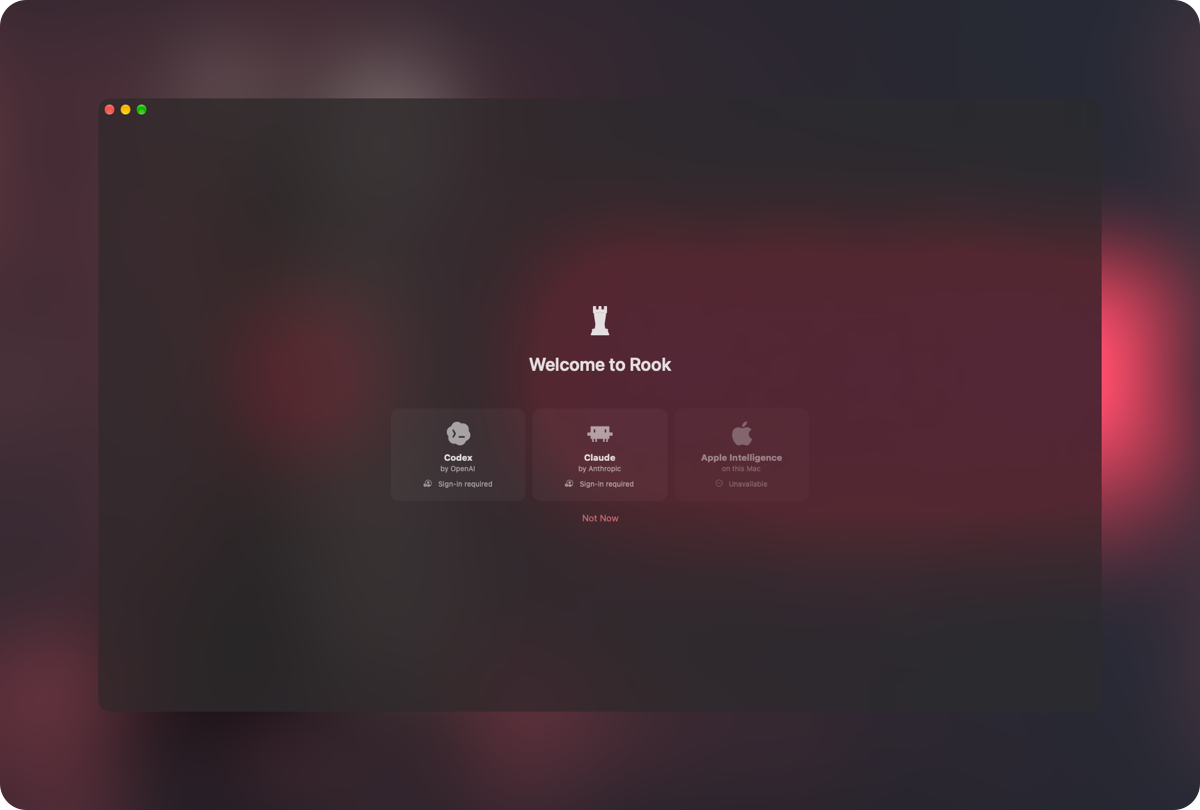 Welcome to Rook
Codex
by OpenAI
Sign-in required
Claude
by Anthropic
Sign-in required
Apple Intelligence
on this Mac
Unavailable
Not Now